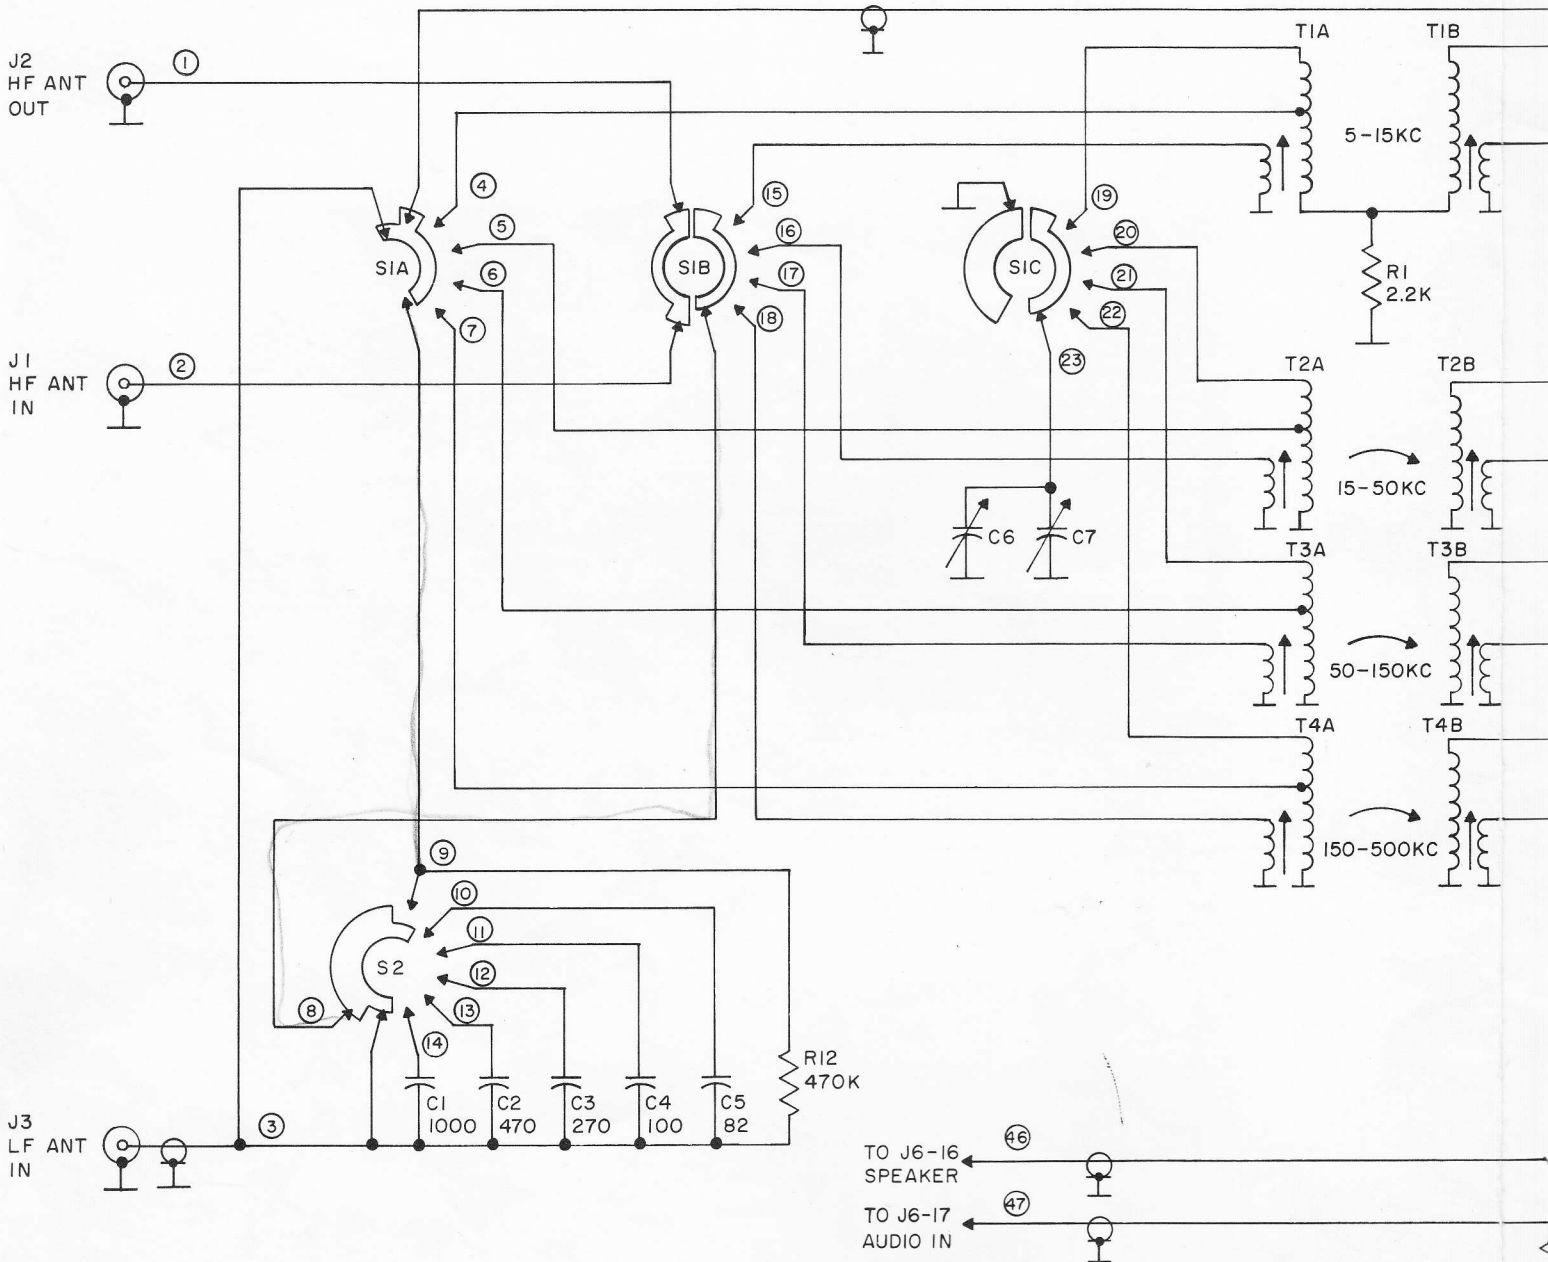 T1A
T1B
J2
HF ANT
OUT
1
5-15KC
4
15
19
5
16
20
S1A
S1B
S1C
6
17
21
R1
2.2K
7
18
22
J1
HF ANT
IN
2
23
T2A
T2B
15-50KC
C6
C7
T3A
T3B
50-150KC
T4A
T4B
150-500KC
9
10
11
S2
12
8
13
14
R12
470K
C1
1000
C2
470
C3
270
C4
100
C5
82
J3
LF ANT
IN
3
46
TO J6-16
SPEAKER
47
TO J6-17
AUDIO IN